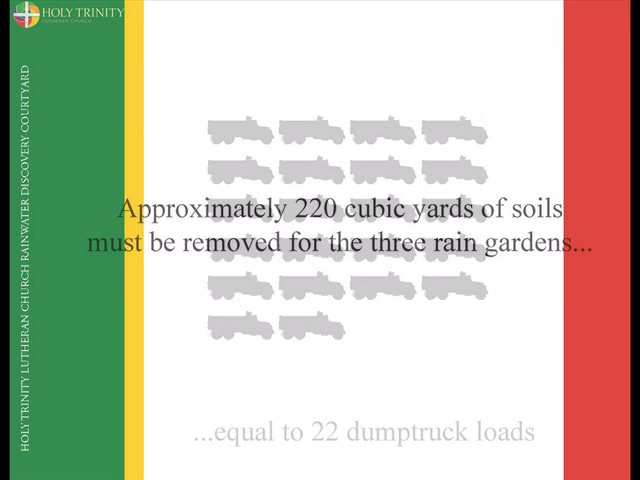 HOLY TRINITY
LUTHERAN CHURCH
HOLY TRINITY LUTHERAN CHURCH RAINWATER DISCOVERY COURTYARD
Approximately 220 cubic yards of soils
must be removed for the three rain gardens...
...equal to 22 dumptruck loads